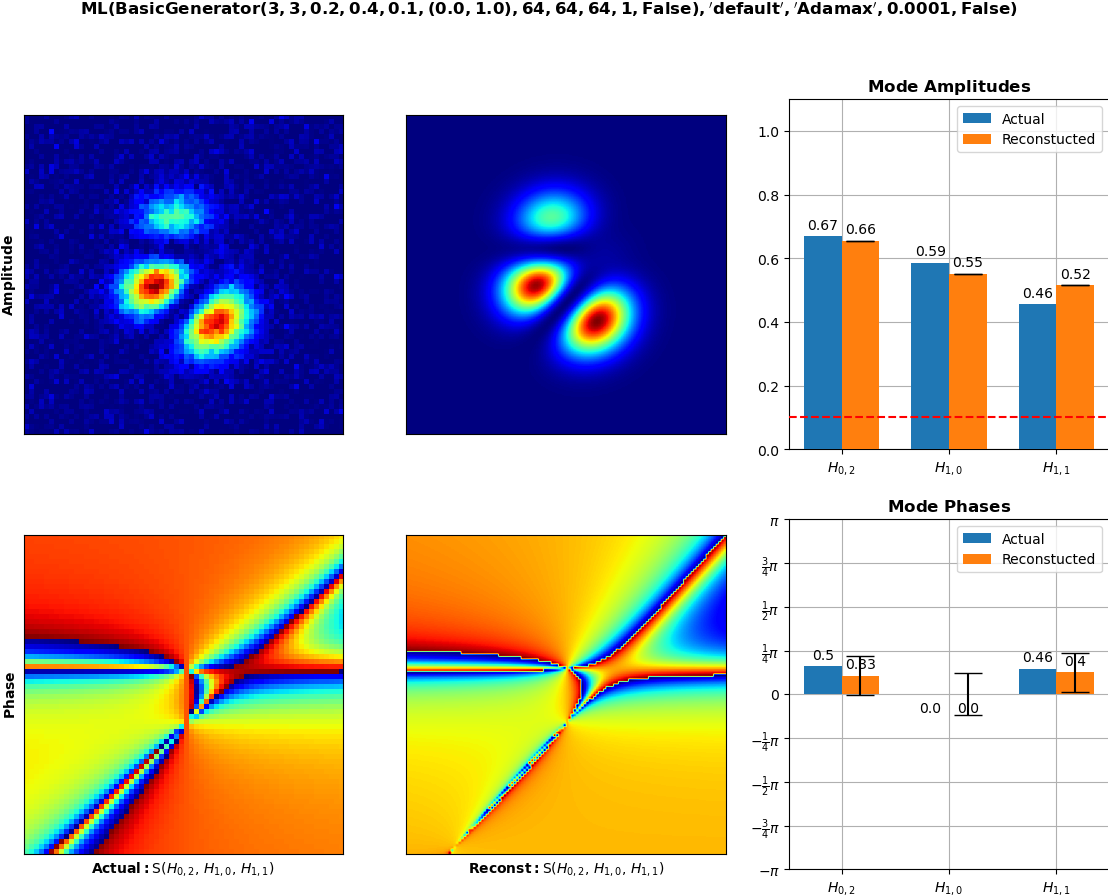 ML(BasicGenerator(3, 3, 0.2, 0.4, 0.1, (0.0, 1.0), 64, 64, 64, 1, False), ′default′, ′Adamax′, 0.0001, False)
Amplitude
Mode Amplitudes
Actual
Reconstucted
1.0
0.8
0.6
0.4
0.2
0.0
0.67
0.66
0.59
0.55
0.46
0.52
H0,2
H1,0
H1,1
Phase
Actual: S(H0,2, H1,0, H1,1)
Reconst: S(H0,2, H1,0, H1,1)
Mode Phases
Actual
Reconstucted
π
3/4π
1/2π
1/4π
0
−1/4π
−1/2π
−3/4π
−π
0.5
0.33
0.0
0.0
0.46
0.4
H0,2
H1,0
H1,1